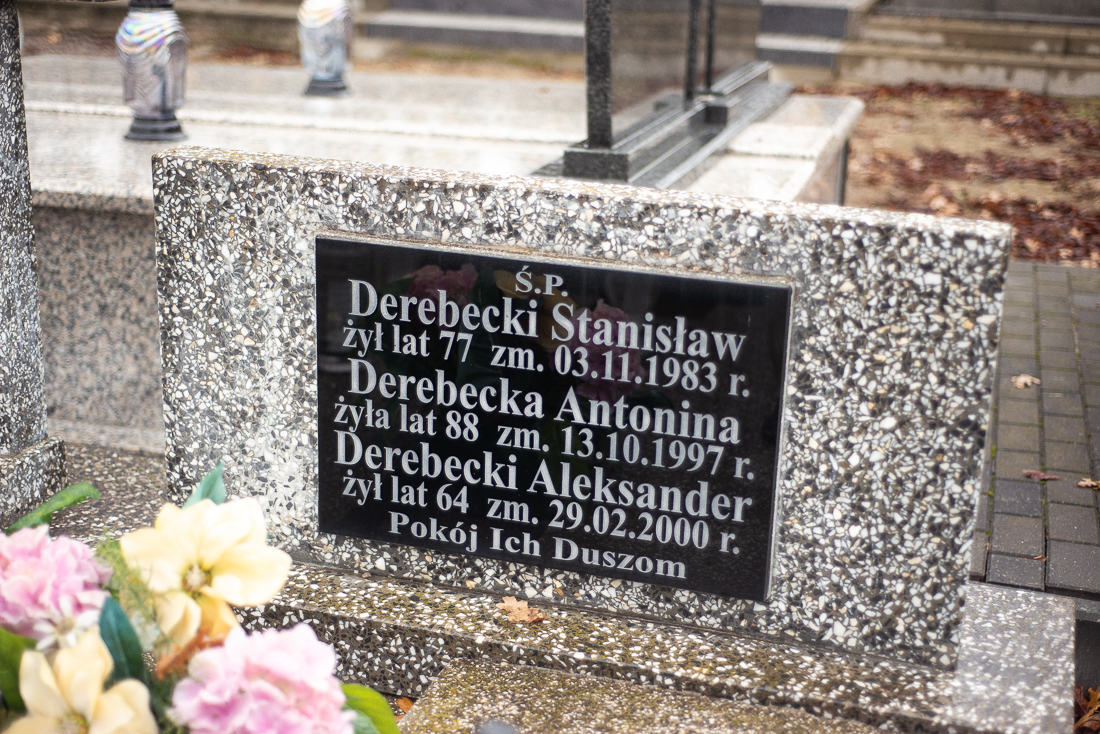 Ś.P.
Derebecki Stanisław
żył lat 77 zm. 03.11.1983 r.
Derebecka Antonina
żyła lat 88 zm. 13.10.1997 r.
Derebecki Aleksander
żył lat 64 zm. 29.02.2000 r.
Pokój Ich Duszom